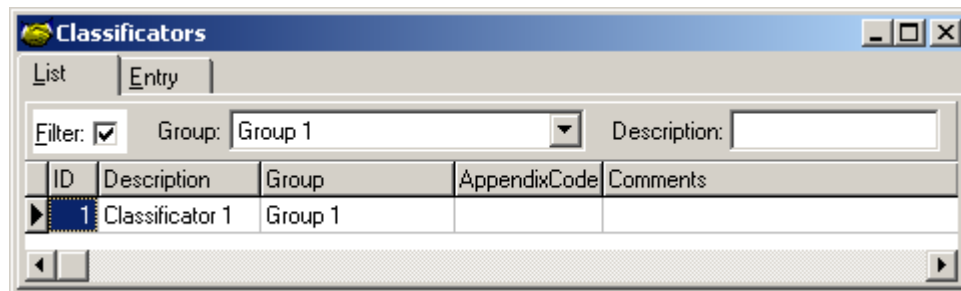 Classificators
List Entry
Filter: Group: Group 1 Description:
ID Description Group AppendixCode Comments
1 Classificator 1 Group 1